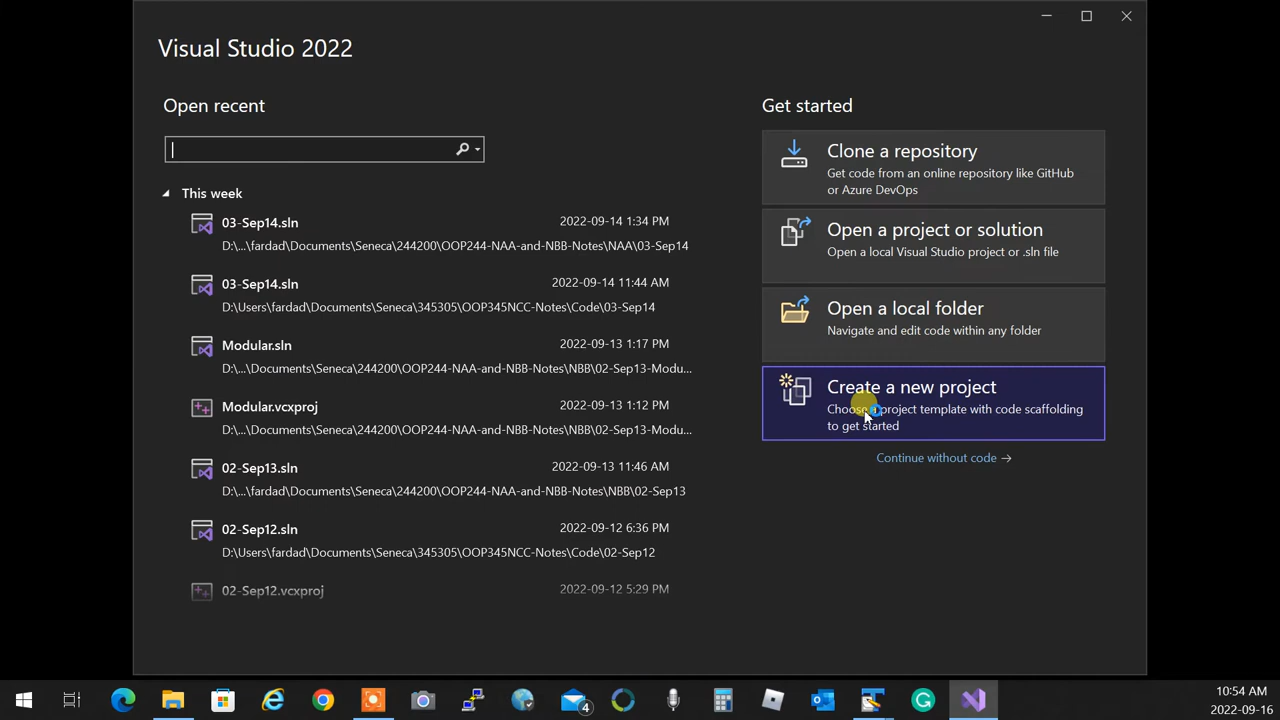 Visual Studio 2022
Open recent
This week
03-Sep14.sln 2022-09-14 1:34 PM
D:\...\fardad\Documents\Seneca\244200\OOP244-NAA-and-NBB-Notes\NAA\03-Sep14
03-Sep14.sln 2022-09-14 11:44 AM
D:\Users\fardad\Documents\Seneca\345305\OOP345NCC-Notes\Code\03-Sep14
Modular.sln 2022-09-13 1:17 PM
D:\...\fardad\Documents\Seneca\244200\OOP244-NAA-and-NBB-Notes\NBB\02-Sep13-Modu...
Modular.vcxproj 2022-09-13 1:12 PM
D:\...\fardad\Documents\Seneca\244200\OOP244-NAA-and-NBB-Notes\NBB\02-Sep13-Modu...
02-Sep13.sln 2022-09-13 11:46 AM
D:\...\fardad\Documents\Seneca\244200\OOP244-NAA-and-NBB-Notes\NBB\02-Sep13
02-Sep12.sln 2022-09-12 6:36 PM
D:\Users\fardad\Documents\Seneca\345305\OOP345NCC-Notes\Code\02-Sep12
02-Sep12.vcxproj 2022-09-12 5:29 PM
Get started
Clone a repository
Get code from an online repository like GitHub
or Azure DevOps
Open a project or solution
Open a local Visual Studio project or .sln file
Open a local folder
Navigate and edit code within any folder
Create a new project
Choose a project template with code scaffolding
to get started
Continue without code →
4
10:54 AM
2022-09-16